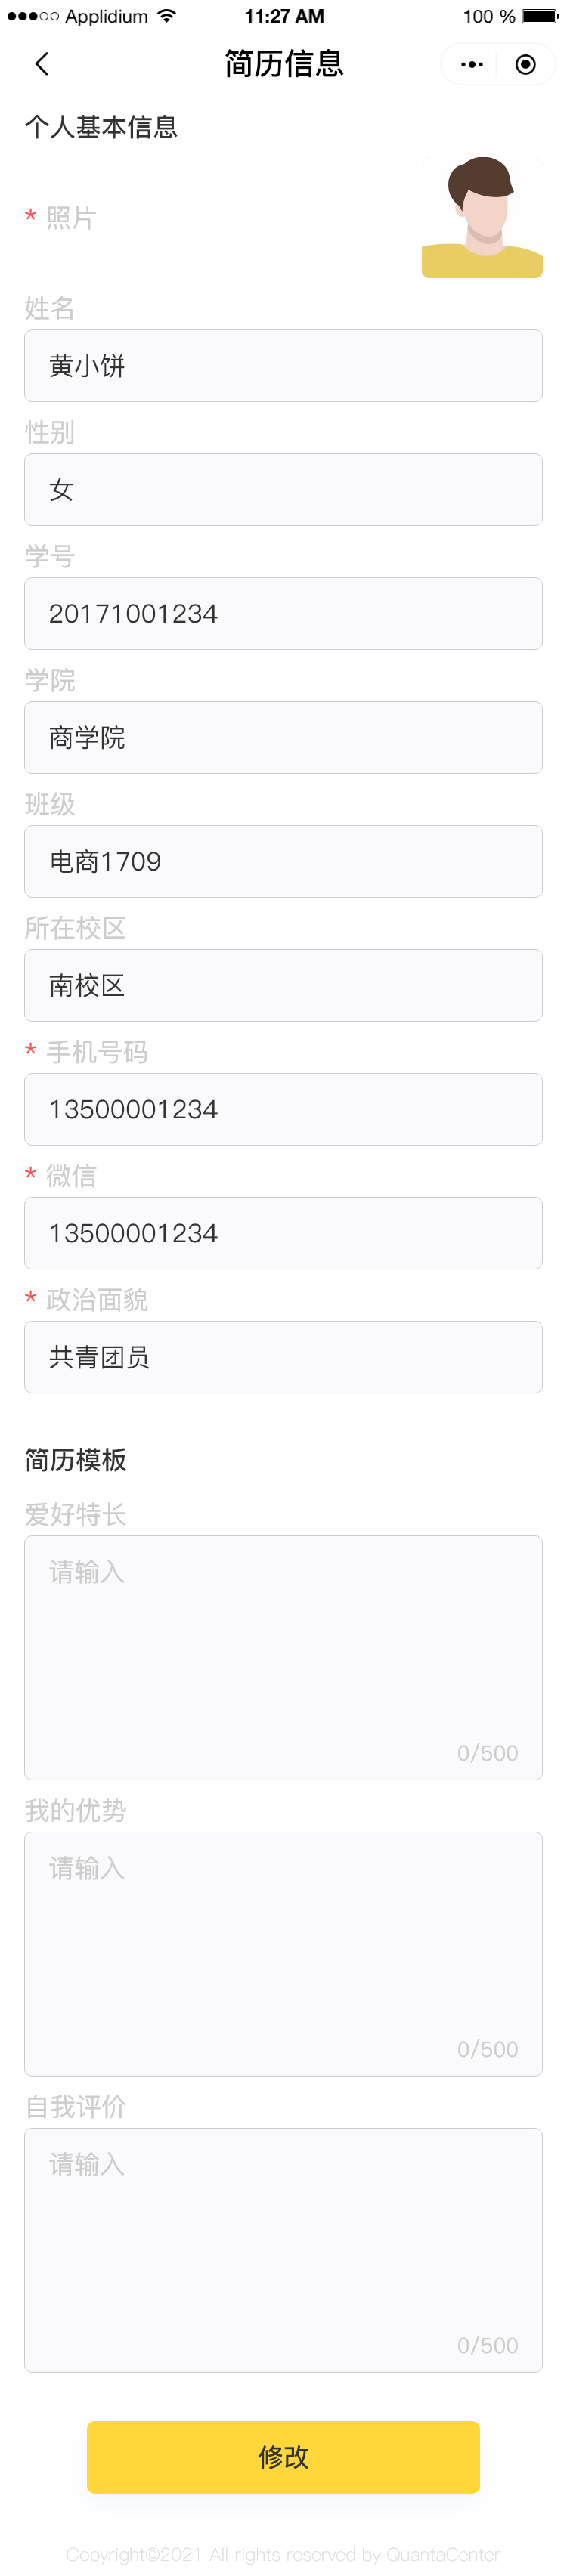 Applidium 11:27 AM 100 %
简历信息
个人基本信息
* 照片
姓名
黄小饼
性别
女
学号
20171001234
学院
商学院
班级
电商1709
所在校区
南校区
* 手机号码
13500001234
* 微信
13500001234
* 政治面貌
共青团员
简历模板
爱好特长
请输入
0/500
我的优势
请输入
0/500
自我评价
请输入
0/500
修改
Copyright©2021 All rights reserved by QuantaCenter